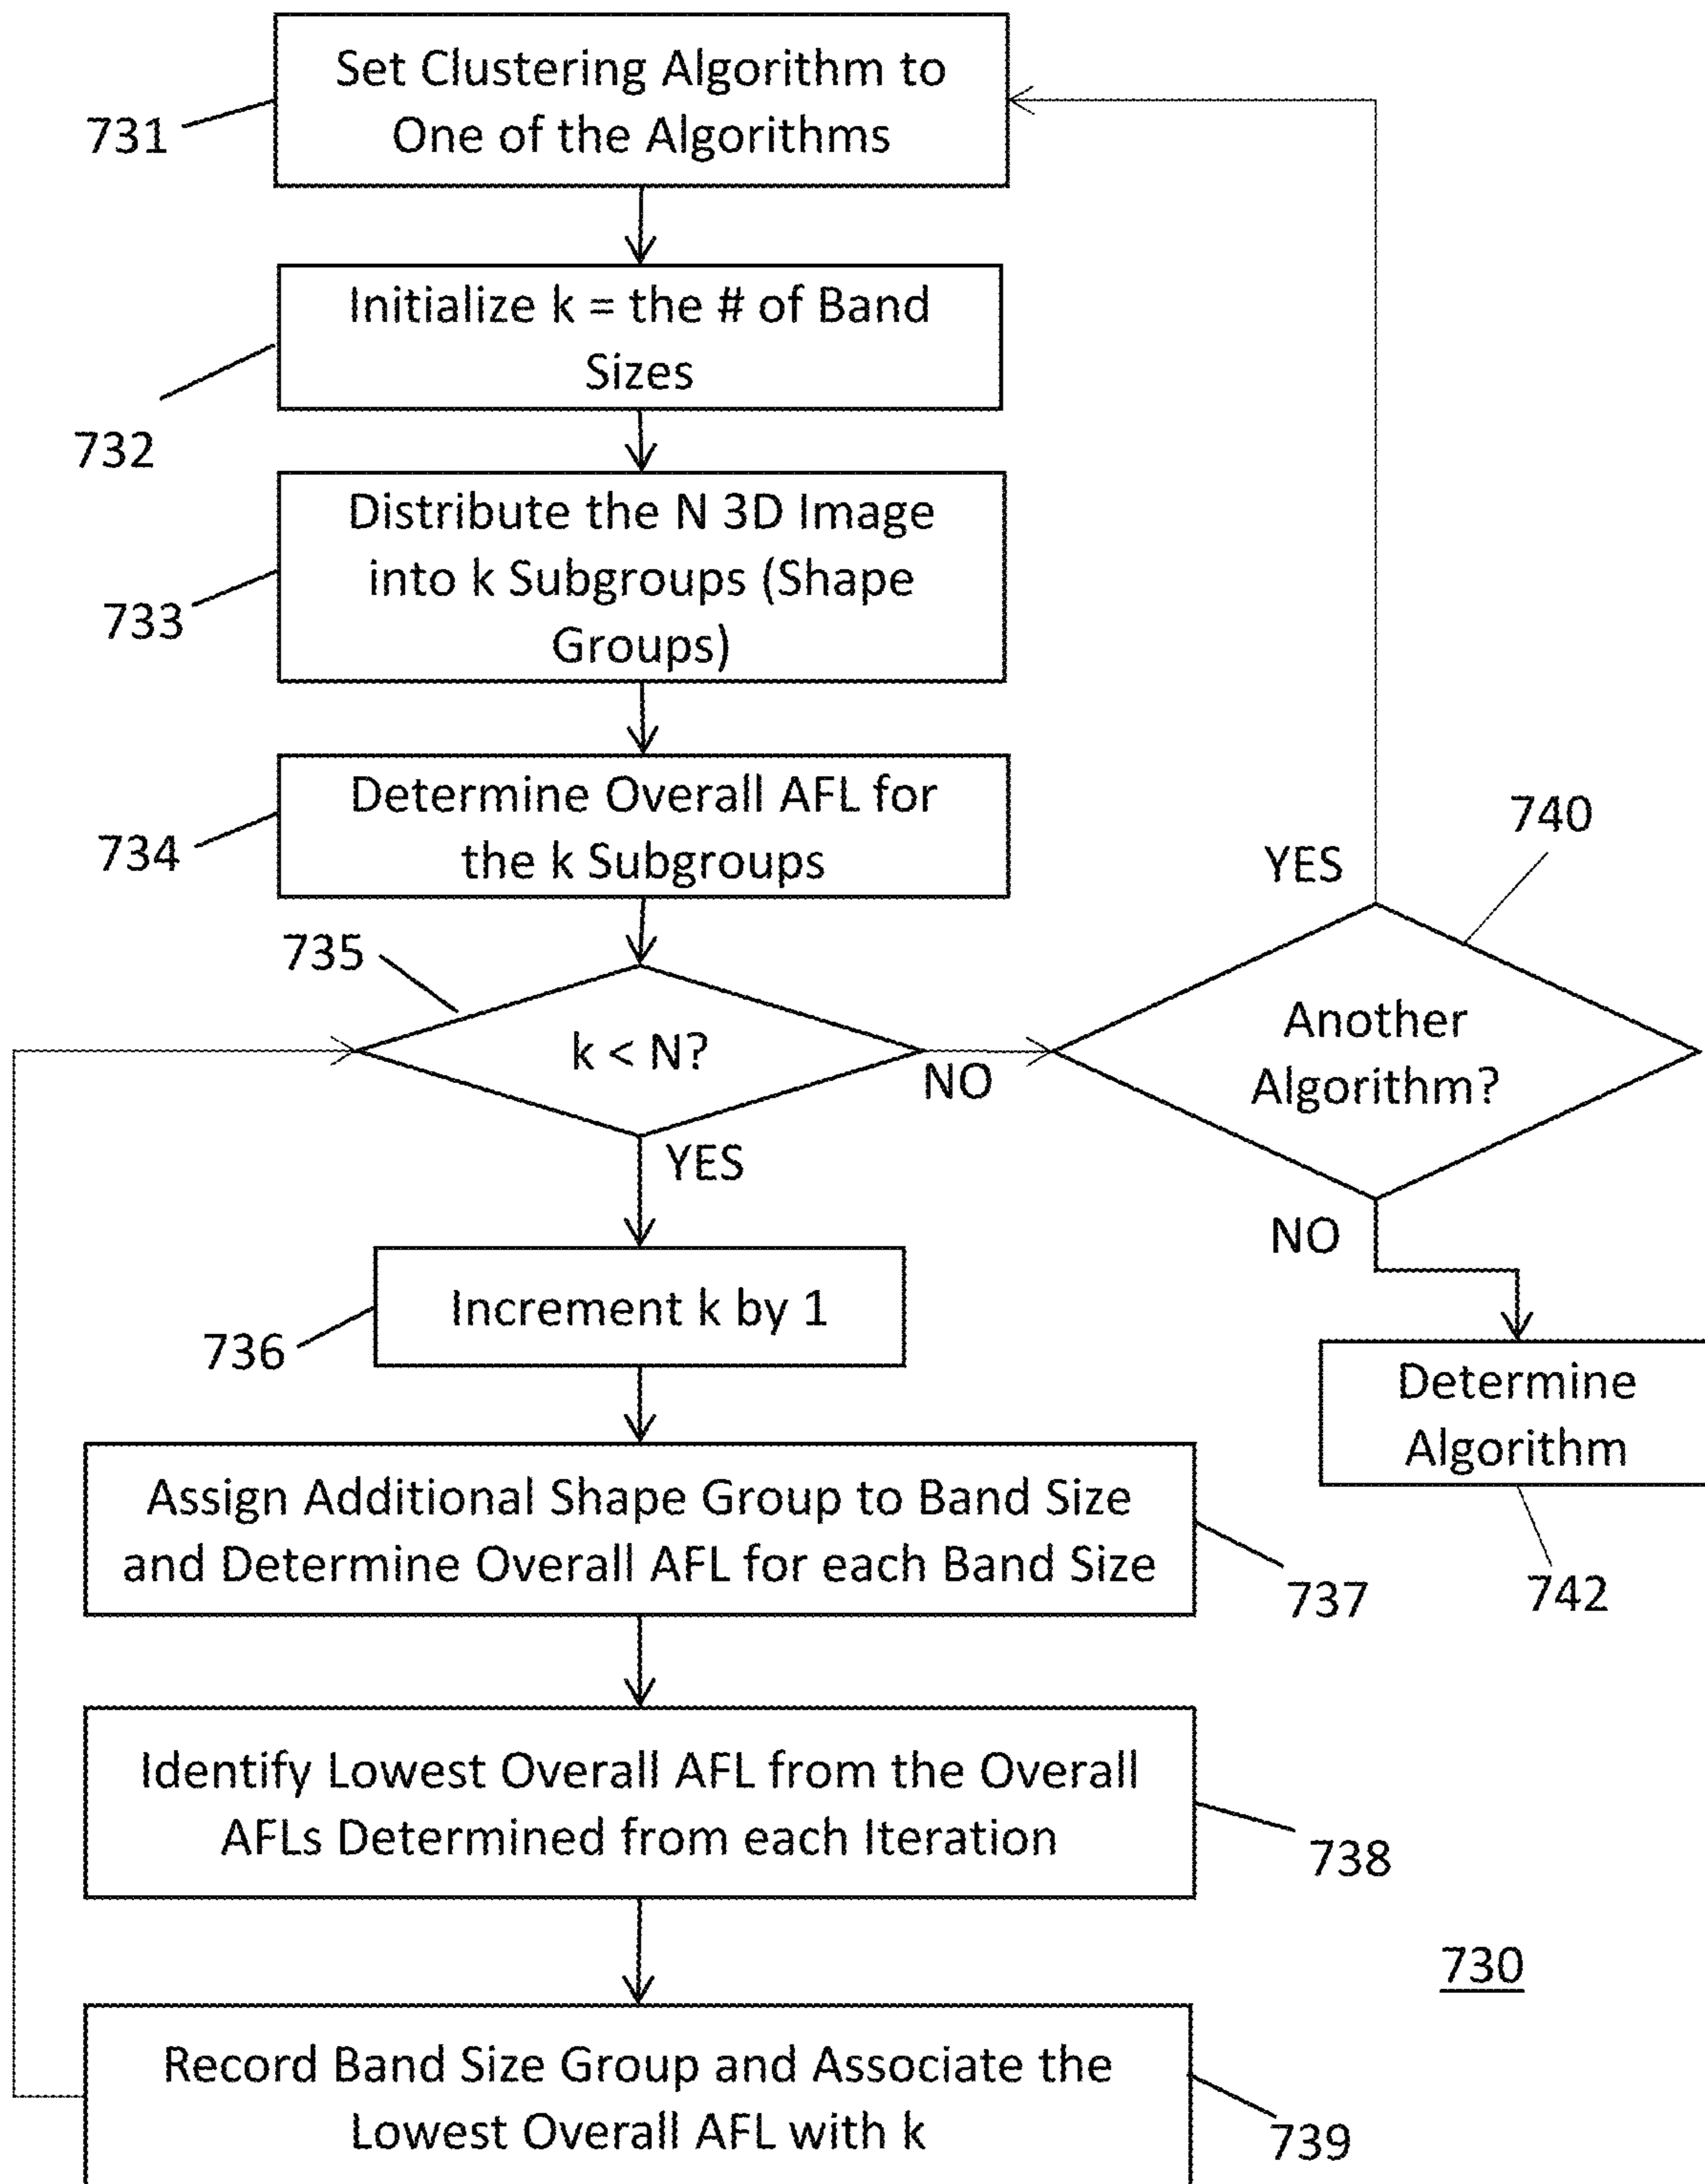 Set Clustering Algorithm to
One of the Algorithms
731
Initialize k = the # of Band
Sizes
732
Distribute the N 3D Image
into k Subgroups (Shape
Groups)
733
Determine Overall AFL for
the k Subgroups
734
740
YES
735
k < N?
NO
Another
Algorithm?
YES
NO
Increment k by 1
736
Determine
Algorithm
742
Assign Additional Shape Group to Band Size
and Determine Overall AFL for each Band Size
737
Identify Lowest Overall AFL from the Overall
AFLs Determined from each Iteration
738
730
Record Band Size Group and Associate the
Lowest Overall AFL with k
739